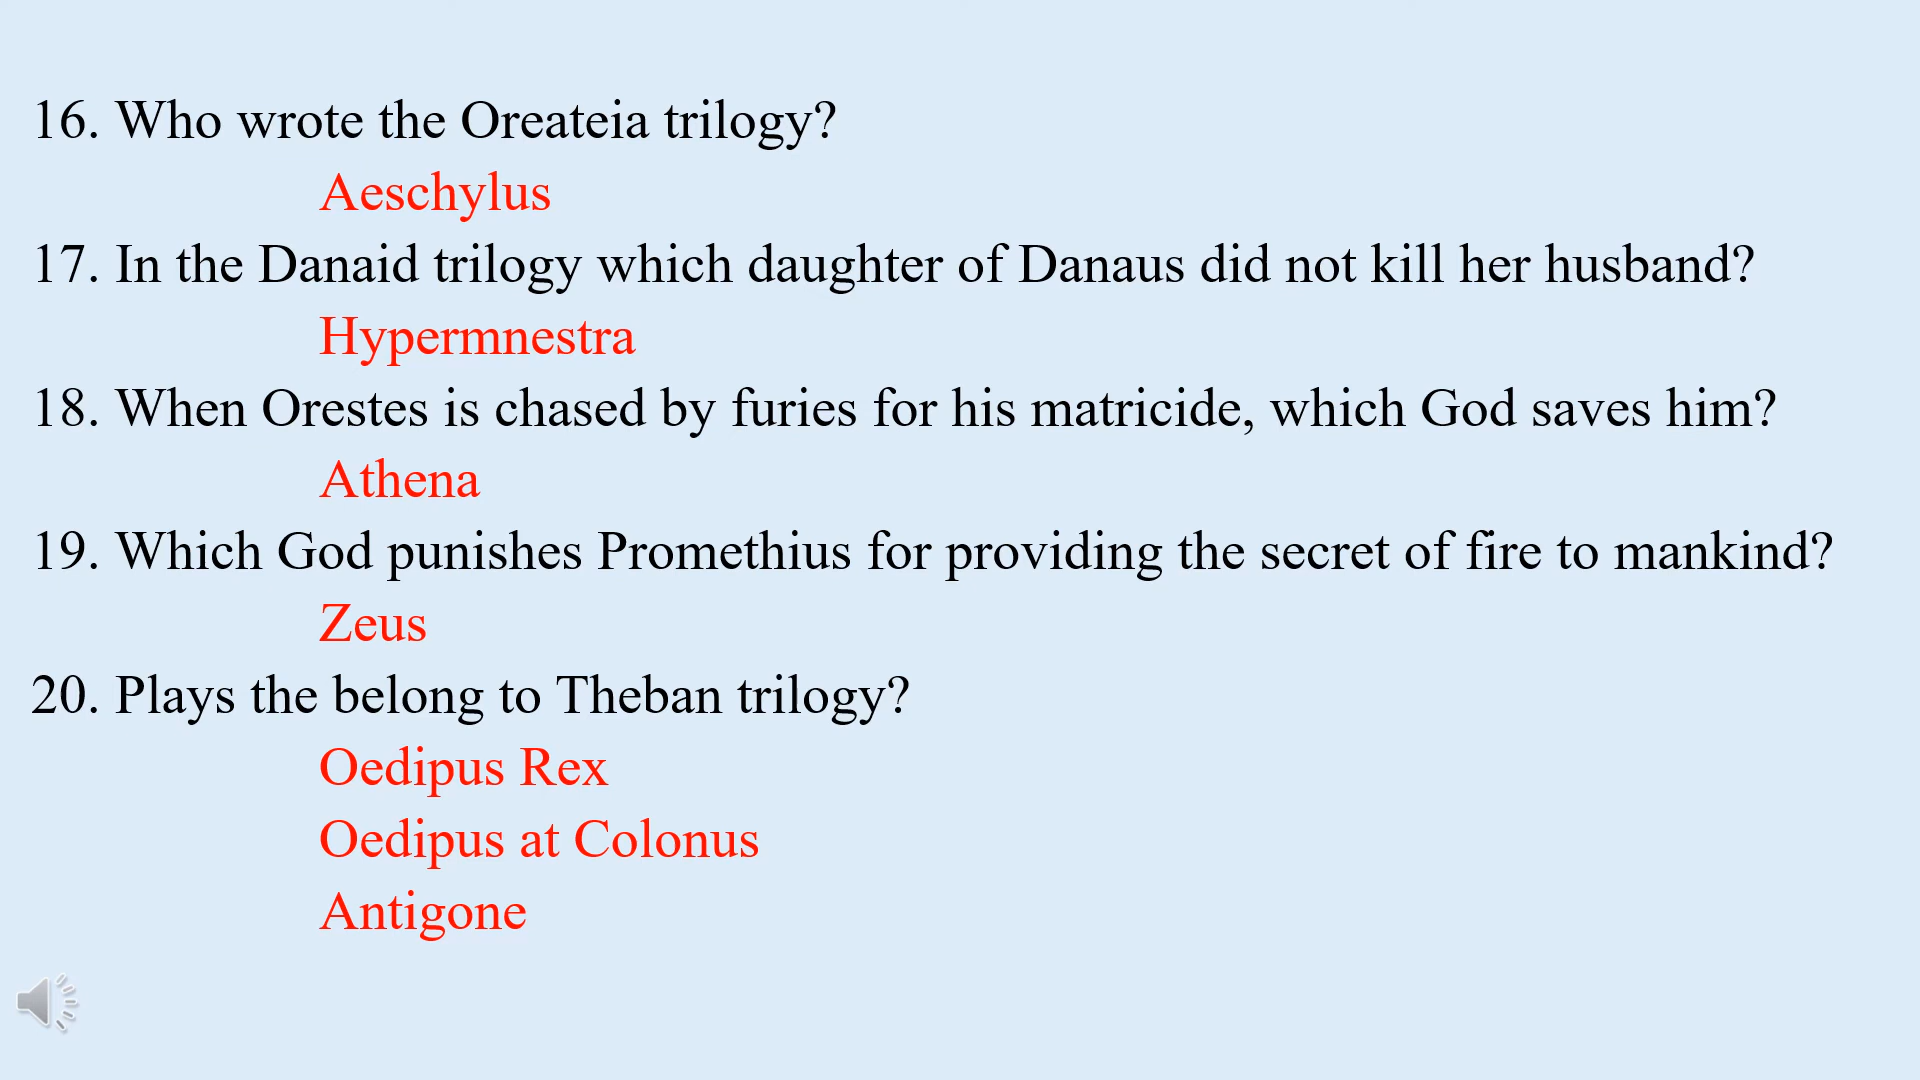 16. Who wrote the Oreateia trilogy?
Aeschylus
17. In the Danaid trilogy which daughter of Danaus did not kill her husband?
Hypermnestra
18. When Orestes is chased by furies for his matricide, which God saves him?
Athena
19. Which God punishes Promethius for providing the secret of fire to mankind?
Zeus
20. Plays the belong to Theban trilogy?
Oedipus Rex
Oedipus at Colonus
Antigone